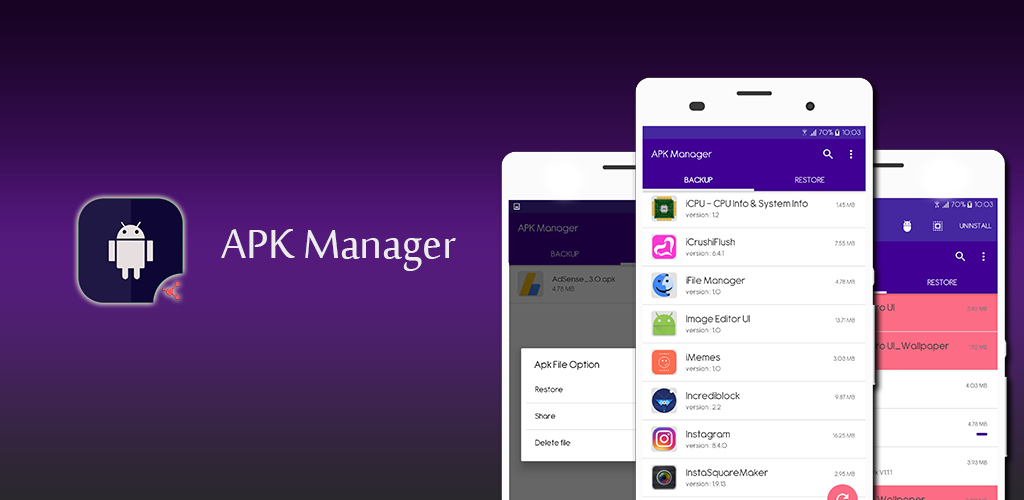 APK Manager
APK Manager
BACKUP
AdSense_3.0.apk
4.78 MB
Apk File Option
Restore
Share
Delete file
70% 10:03
APK Manager
BACKUP RESTORE
iCPU - CPU Info & System Info 1.45 MB
version : 1.2
iCrushiFlush 7.55 MB
version : 6.4.1
iFile Manager 4.78 MB
version : 1.0
Image Editor UI 13.71 MB
version : 1.0
iMemes 3.03 MB
version : 1.0
Incrediblock 9.87 MB
version : 2.2
Instagram 16.25 MB
version : 8.4.0
InstaSquareMaker 2.95 MB
version : 1.9.13
70% 10:03
UNINSTALL
RESTORE
ro UI
ro UI_Wallpaper
4.03 MB
4.78 MB
3.93 MB
V1.1.1
Wallpaper